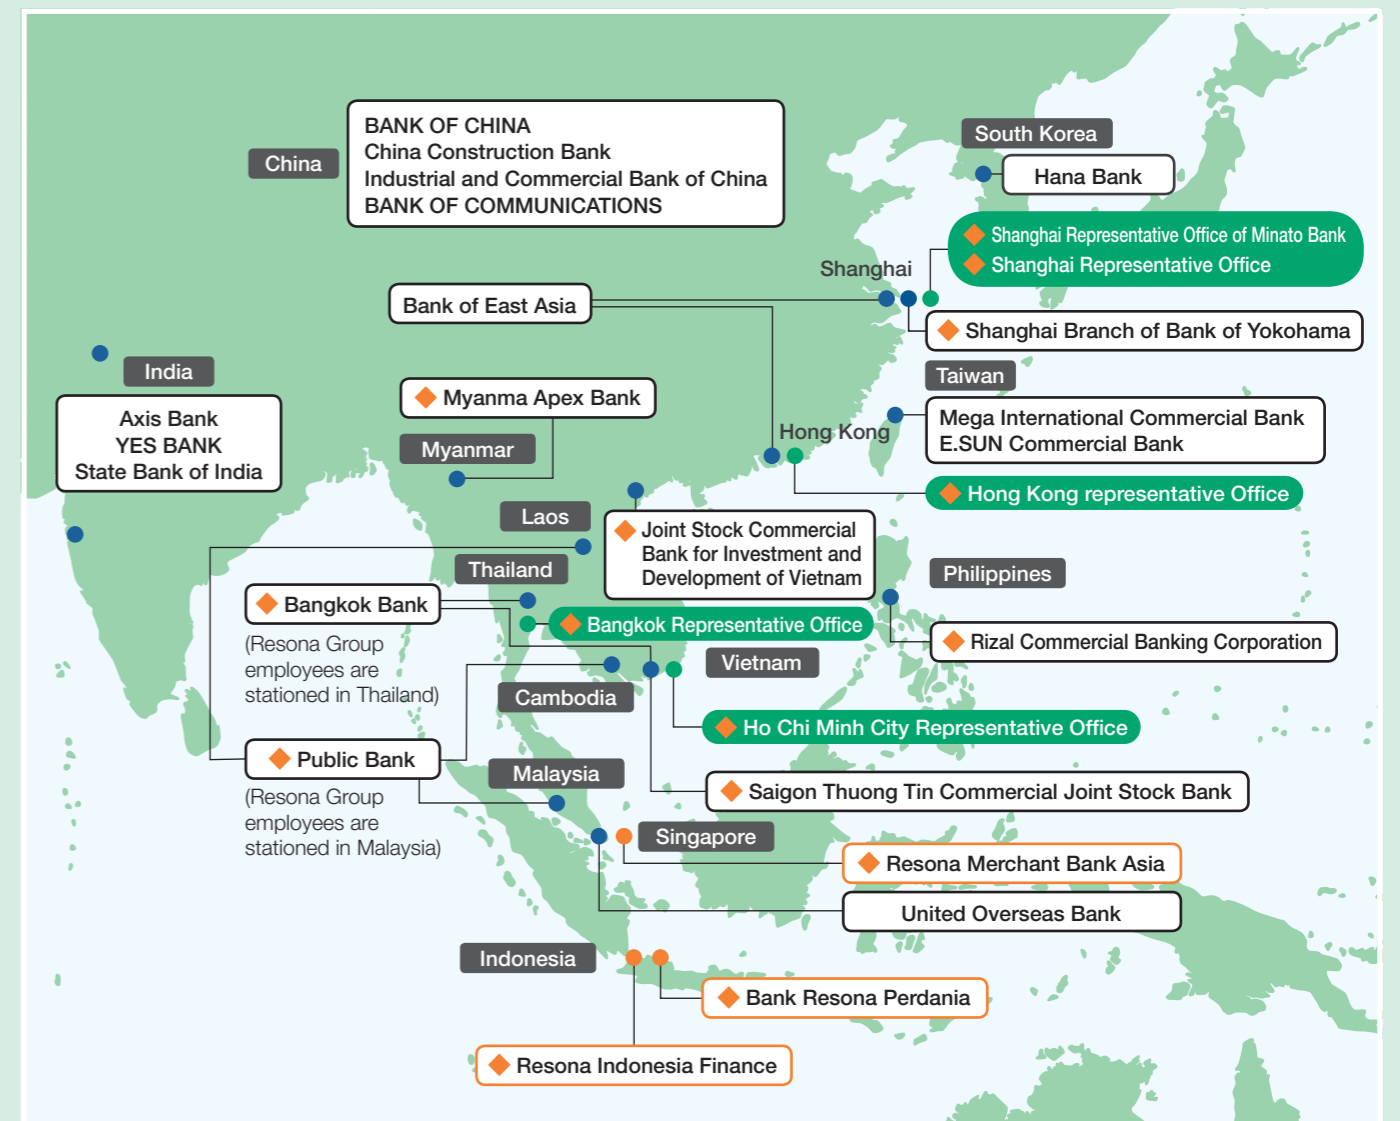 China
BANK OF CHINA
China Construction Bank
Industrial and Commercial Bank of China
BANK OF COMMUNICATIONS
South Korea
Hana Bank
Shanghai Representative Office of Minato Bank
Shanghai Representative Office
Shanghai
Bank of East Asia
Shanghai Branch of Bank of Yokohama
India
Axis Bank
YES BANK
State Bank of India
Taiwan
Mega International Commercial Bank
E.SUN Commercial Bank
Myanma Apex Bank
Myanmar
Hong Kong
Hong Kong representative Office
Laos
Joint Stock Commercial
Bank for Investment and
Development of Vietnam
Thailand
Philippines
Bangkok Bank
(Resona Group
employees are
stationed in Thailand)
Bangkok Representative Office
Rizal Commercial Banking Corporation
Vietnam
Cambodia
Ho Chi Minh City Representative Office
Public Bank
(Resona Group
employees are
stationed in Malaysia)
Malaysia
Saigon Thuong Tin Commercial Joint Stock Bank
Singapore
Resona Merchant Bank Asia
United Overseas Bank
Indonesia
Bank Resona Perdania
Resona Indonesia Finance